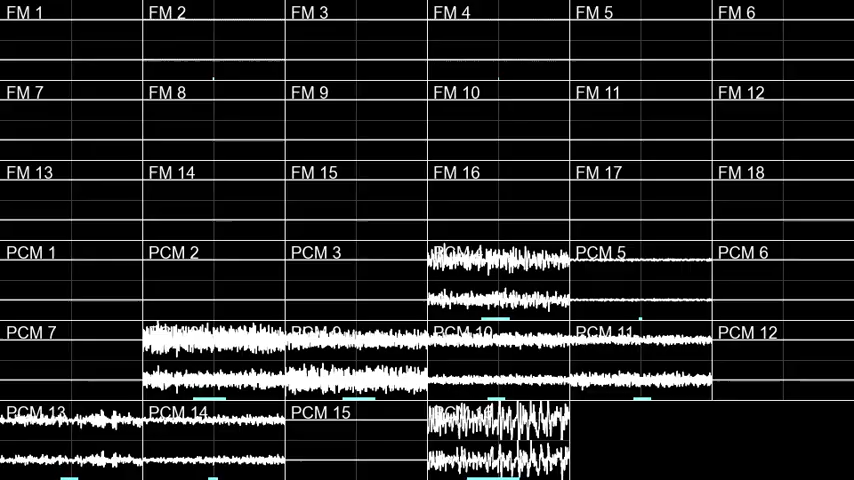 FM 1
FM 2
FM 3
FM 4
FM 5
FM 6
FM 7
FM 8
FM 9
FM 10
FM 11
FM 12
FM 13
FM 14
FM 15
FM 16
FM 17
FM 18
PCM 1
PCM 2
PCM 3
PCM 4
PCM 5
PCM 6
PCM 7
PCM 9
PCM 10
PCM 11
PCM 12
PCM 13
PCM 14
PCM 15